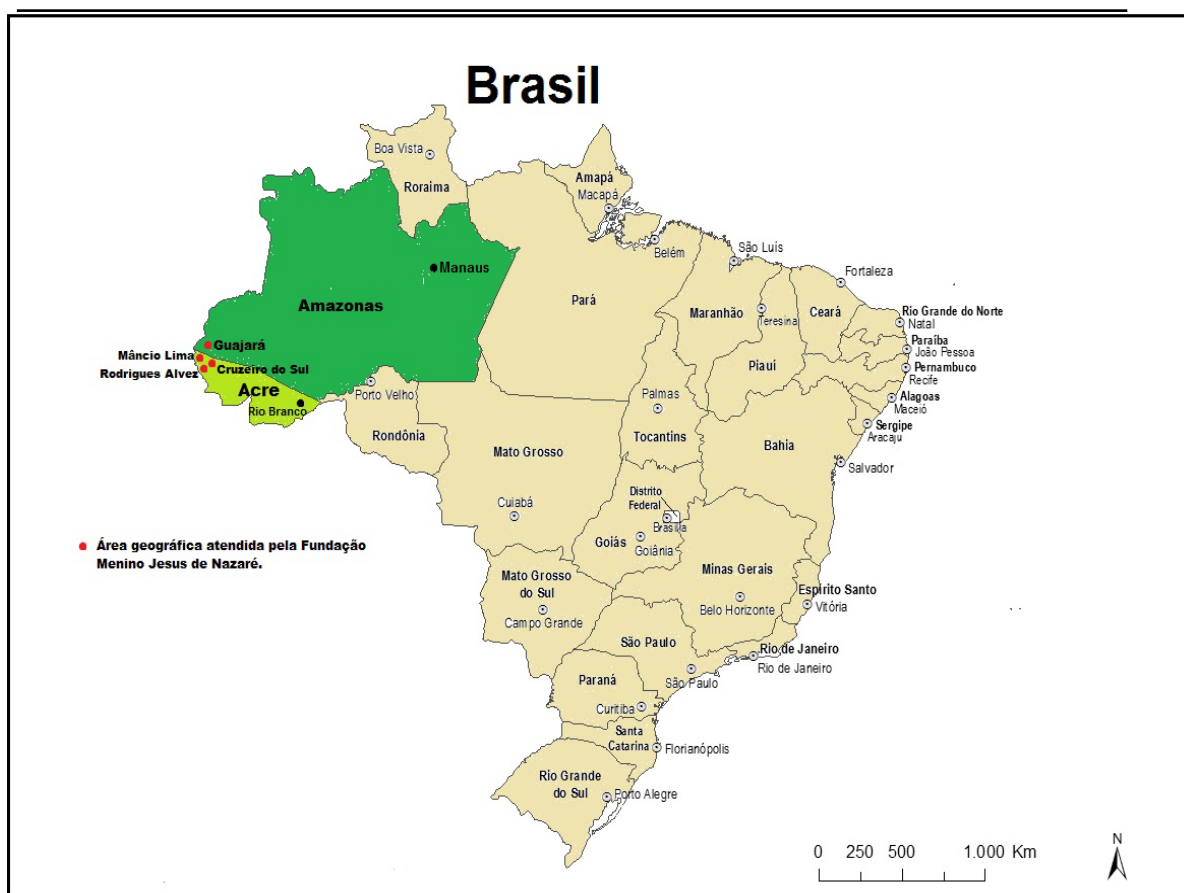 Brasil
Boa Vista
Roraima
Amapá
Macapá
Belém
São Luís
Fortaleza
Manaus
Amazonas
Pará
Maranhão
Teresina
Ceará
Rio Grande do Norte
Natal
Paraíba
João Pessoa
Pernambuco
Recife
Alagoas
Maceió
Sergipe
Aracaju
Guajará
Mâncio Lima
Cruzeiro do Sul
Rodrigues Alvez
Acre
Rio Branco
Porto Velho
Rondônia
Piauí
Palmas
Tocantins
Bahia
Salvador
Mato Grosso
Cuiabá
Distrito
Federal
Brasília
Goiás
Goiânia
Minas Gerais
Belo Horizonte
Espírito Santo
Vitória
Área geográfica atendida pela Fundação
Menino Jesus de Nazaré.
Mato Grosso
do Sul
Campo Grande
São Paulo
São Paulo
Rio de Janeiro
Rio de Janeiro
Paraná
Curitiba
Santa
Catarina
Florianópolis
Rio Grande
do Sul
Porto Alegre
0 250 500 1.000 Km
N